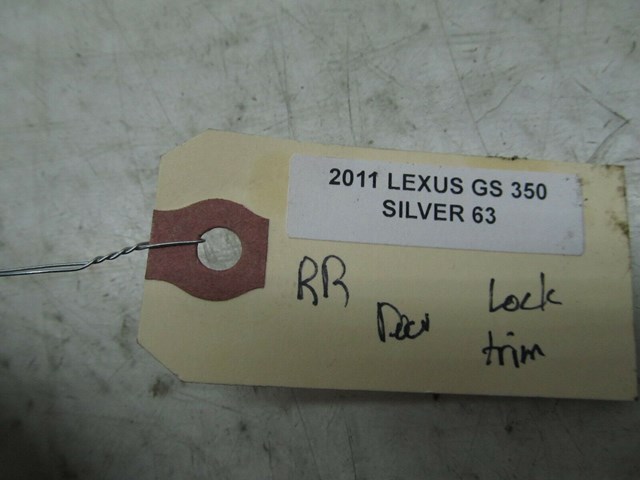 2011 LEXUS GS 350
SILVER 63
RR Door Lock
trim